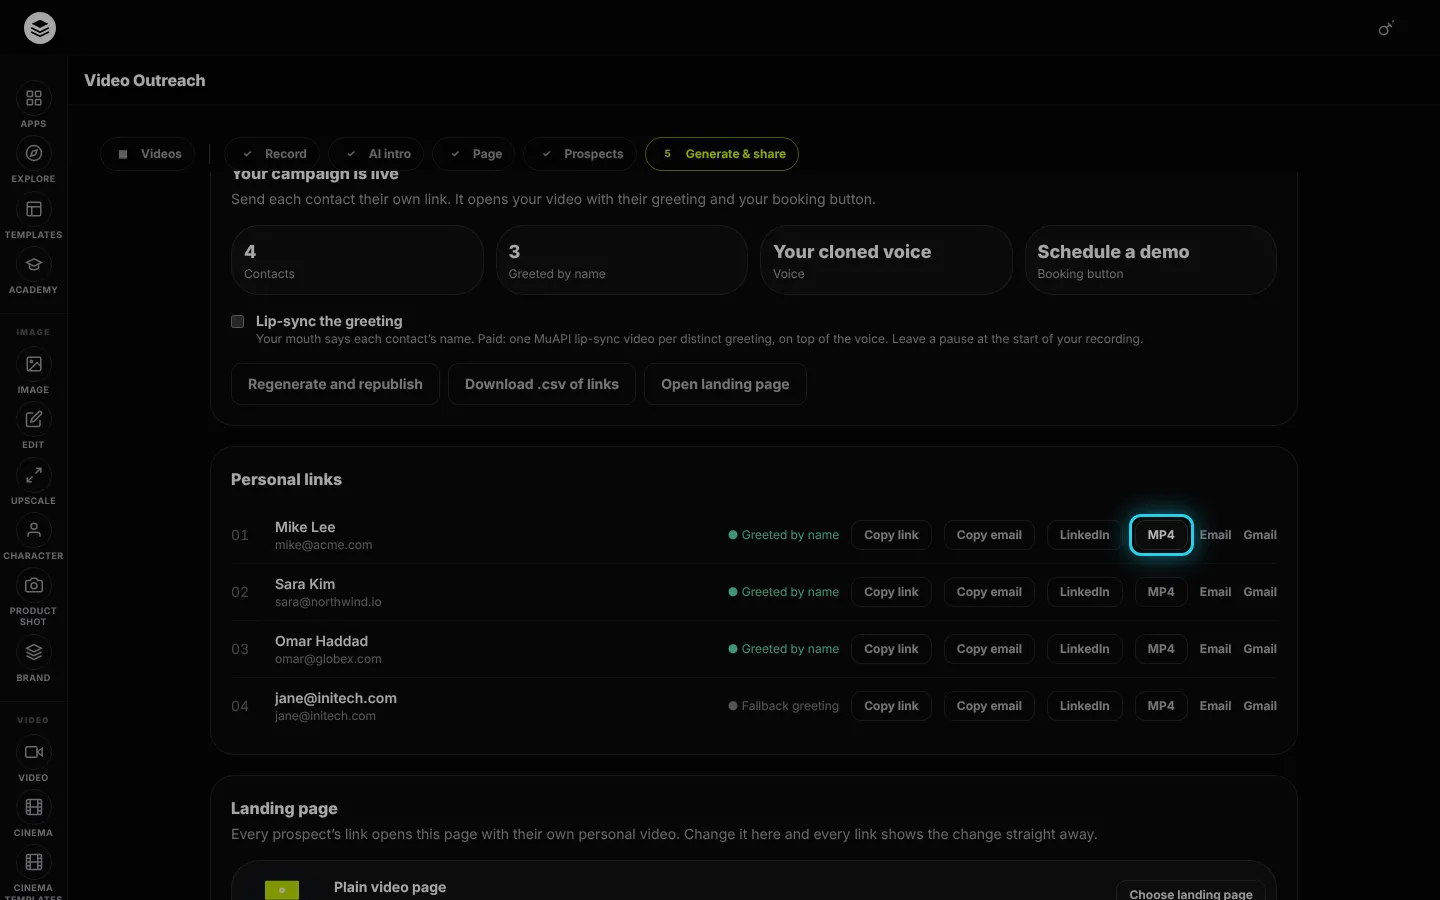 Video Outreach
APPS
EXPLORE
TEMPLATES
ACADEMY
IMAGE
IMAGE
EDIT
UPSCALE
CHARACTER
PRODUCT
SHOT
BRAND
VIDEO
VIDEO
CINEMA
CINEMA
TEMPLATES
Videos Record AI intro Page Prospects 5 Generate & share
Your campaign is live
Send each contact their own link. It opens your video with their greeting and your booking button.
4 3 Your cloned voice Schedule a demo
Contacts Greeted by name Voice Booking button
Lip-sync the greeting
Your mouth says each contact’s name. Paid: one MuAPI lip-sync video per distinct greeting, on top of the voice. Leave a pause at the start of your recording.
Regenerate and republish Download .csv of links Open landing page
Personal links
01 Mike Lee Greeted by name Copy link Copy email LinkedIn MP4 Email Gmail
mike@acme.com
02 Sara Kim Greeted by name Copy link Copy email LinkedIn MP4 Email Gmail
sara@northwind.io
03 Omar Haddad Greeted by name Copy link Copy email LinkedIn MP4 Email Gmail
omar@globex.com
04 jane@initech.com Fallback greeting Copy link Copy email LinkedIn MP4 Email Gmail
jane@initech.com
Landing page
Every prospect’s link opens this page with their own personal video. Change it here and every link shows the change straight away.
Plain video page
Choose landing page